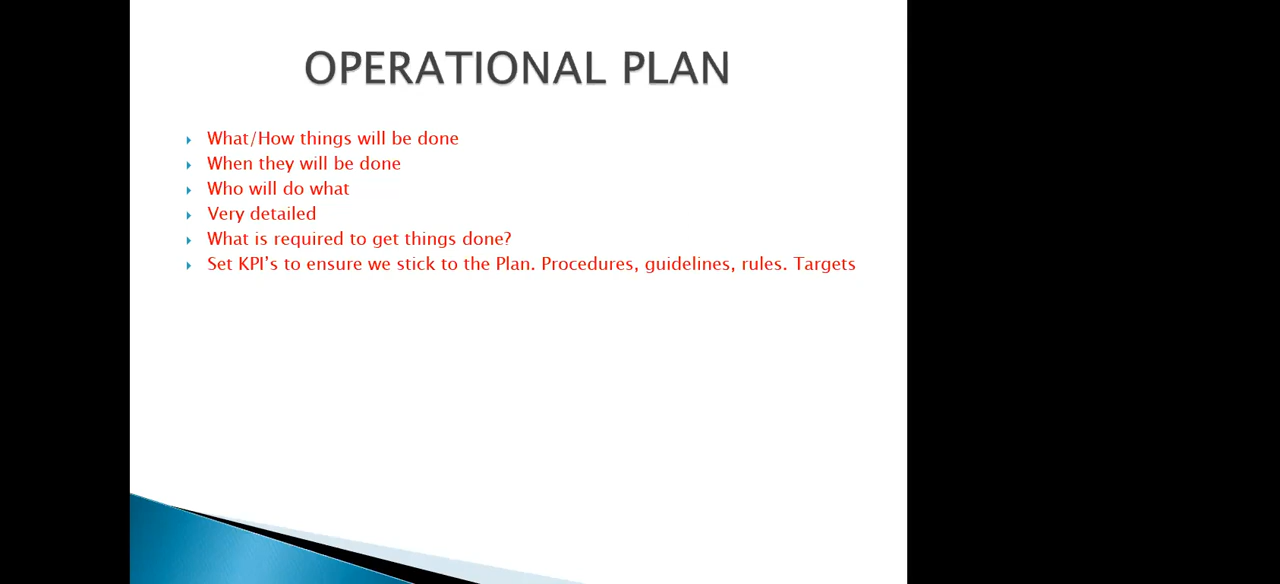 OPERATIONAL PLAN
What/How things will be done
When they will be done
Who will do what
Very detailed
What is required to get things done?
Set KPI’s to ensure we stick to the Plan. Procedures, guidelines, rules. Targets